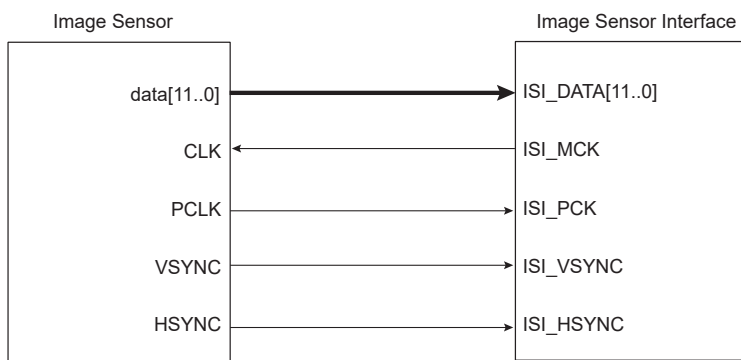 Image Sensor
Image Sensor Interface
data[11..0]
ISI_DATA[11..0]
CLK
ISI_MCK
PCLK
ISI_PCK
VSYNC
ISI_VSYNC
HSYNC
ISI_HSYNC